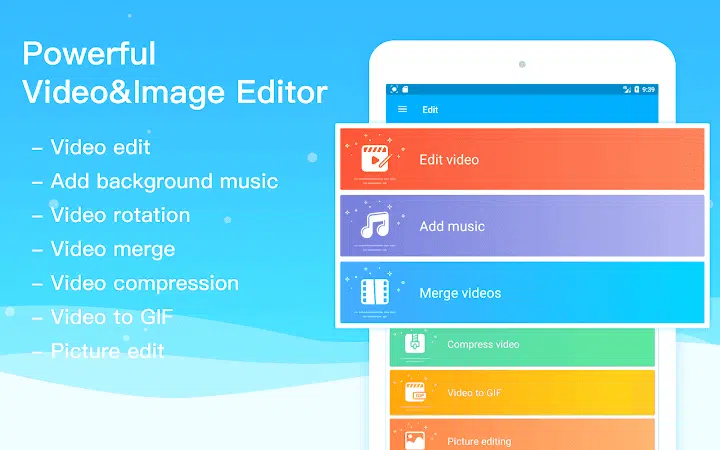 Powerful
Video&Image Editor
– Video edit
– Add background music
– Video rotation
– Video merge
– Video compression
– Video to GIF
– Picture edit
9:39
Edit
Edit video
Add music
Merge videos
Compress video
GIF
Video to GIF
Picture editing